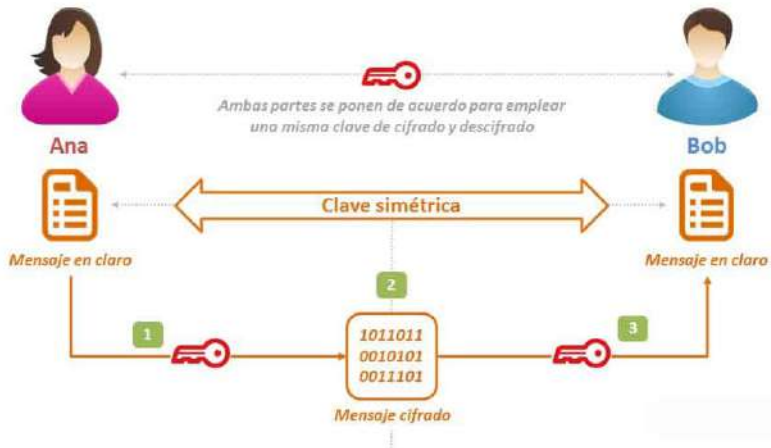 Ambas partes se ponen de acuerdo para emplear
una misma clave de cifrado y descifrado
Ana
Bob
Clave simétrica
Mensaje en claro
Mensaje en claro
2
1
3
1011011
0010101
0011101
Mensaje cifrado